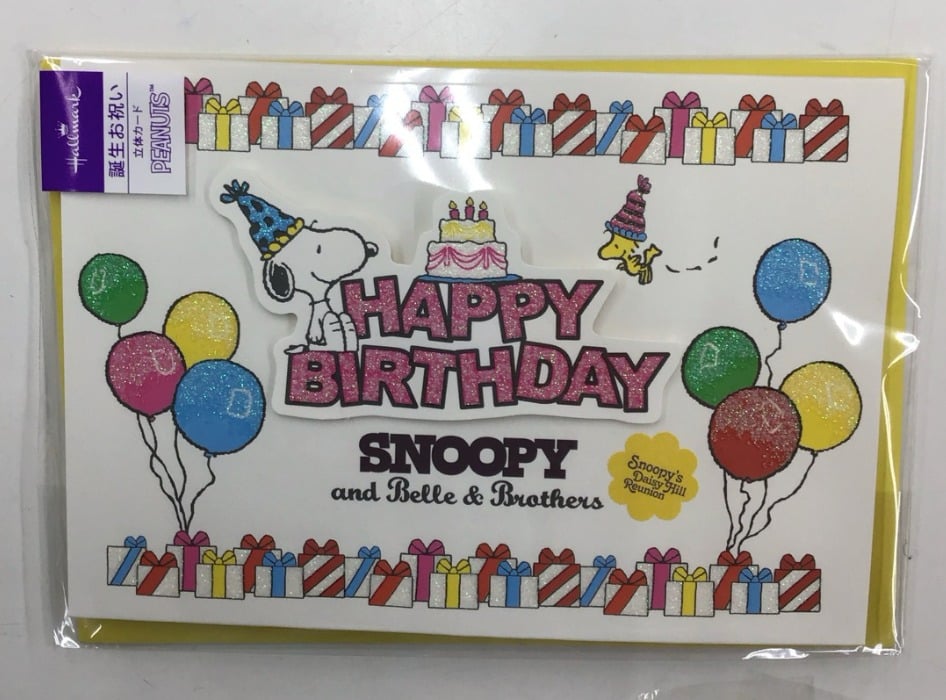 Hallmark
誕生お祝い
立体カード
PEANUTS™
HAPPY
BIRTHDAY
SNOOPY
and Belle & Brothers
Snoopy's
Daisy Hill
Reunion